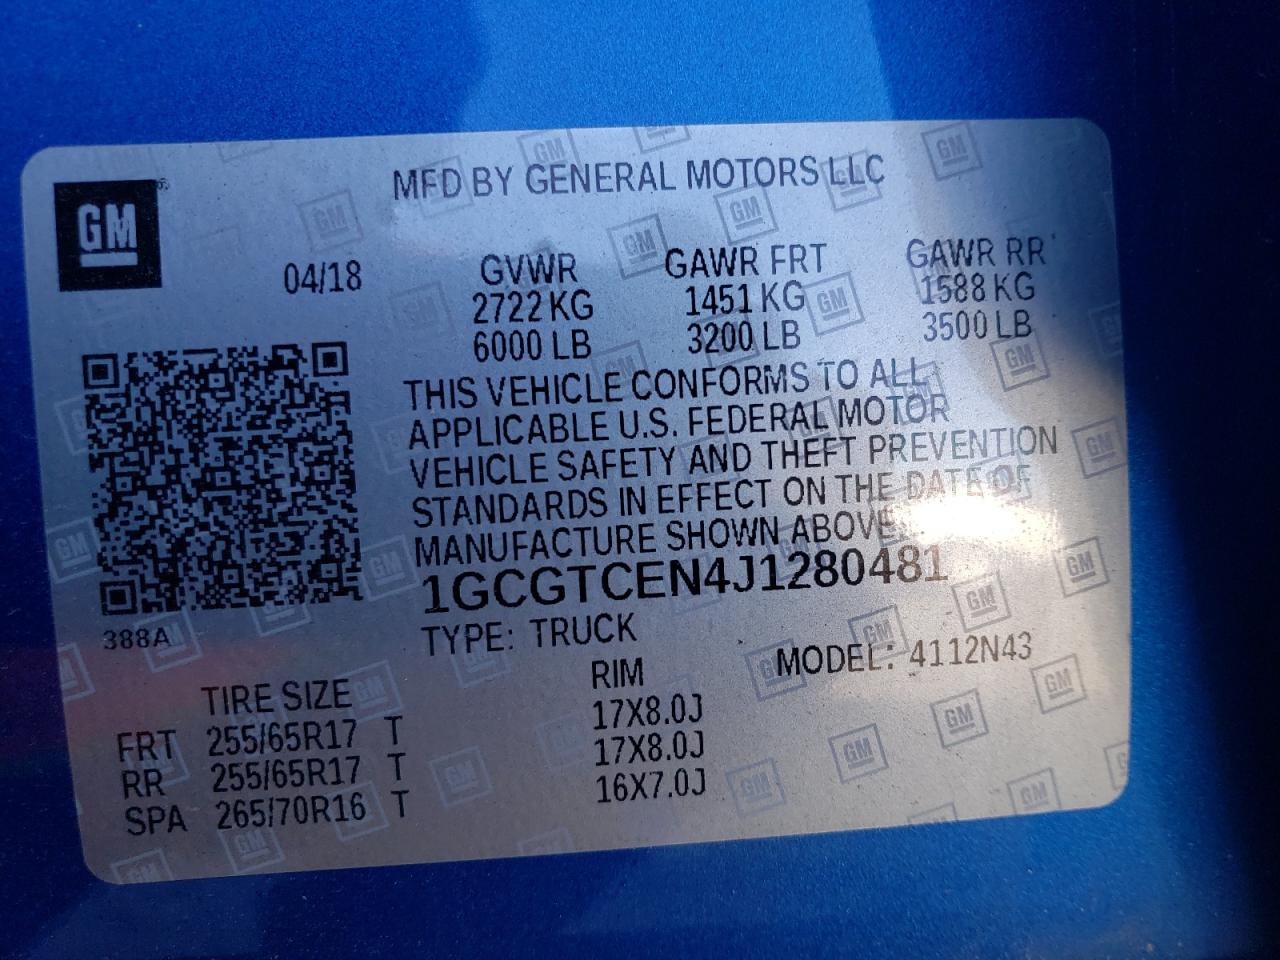 MFD BY GENERAL MOTORS LLC
GM
04/18
GVWR GAWR FRT GAWR RR
2722 KG 1451 KG 1588 KG
6000 LB 3200 LB 3500 LB
THIS VEHICLE CONFORMS TO ALL
APPLICABLE U.S. FEDERAL MOTOR
VEHICLE SAFETY AND THEFT PREVENTION
STANDARDS IN EFFECT ON THE DATE OF
MANUFACTURE SHOWN ABOVE
1GCGTCEN4J1280481
388A
TYPE: TRUCK
MODEL: 4112N43
TIRE SIZE RIM
FRT 255/65R17 T 17X8.0J
RR 255/65R17 T 17X8.0J
SPA 265/70R16 T 16X7.0J